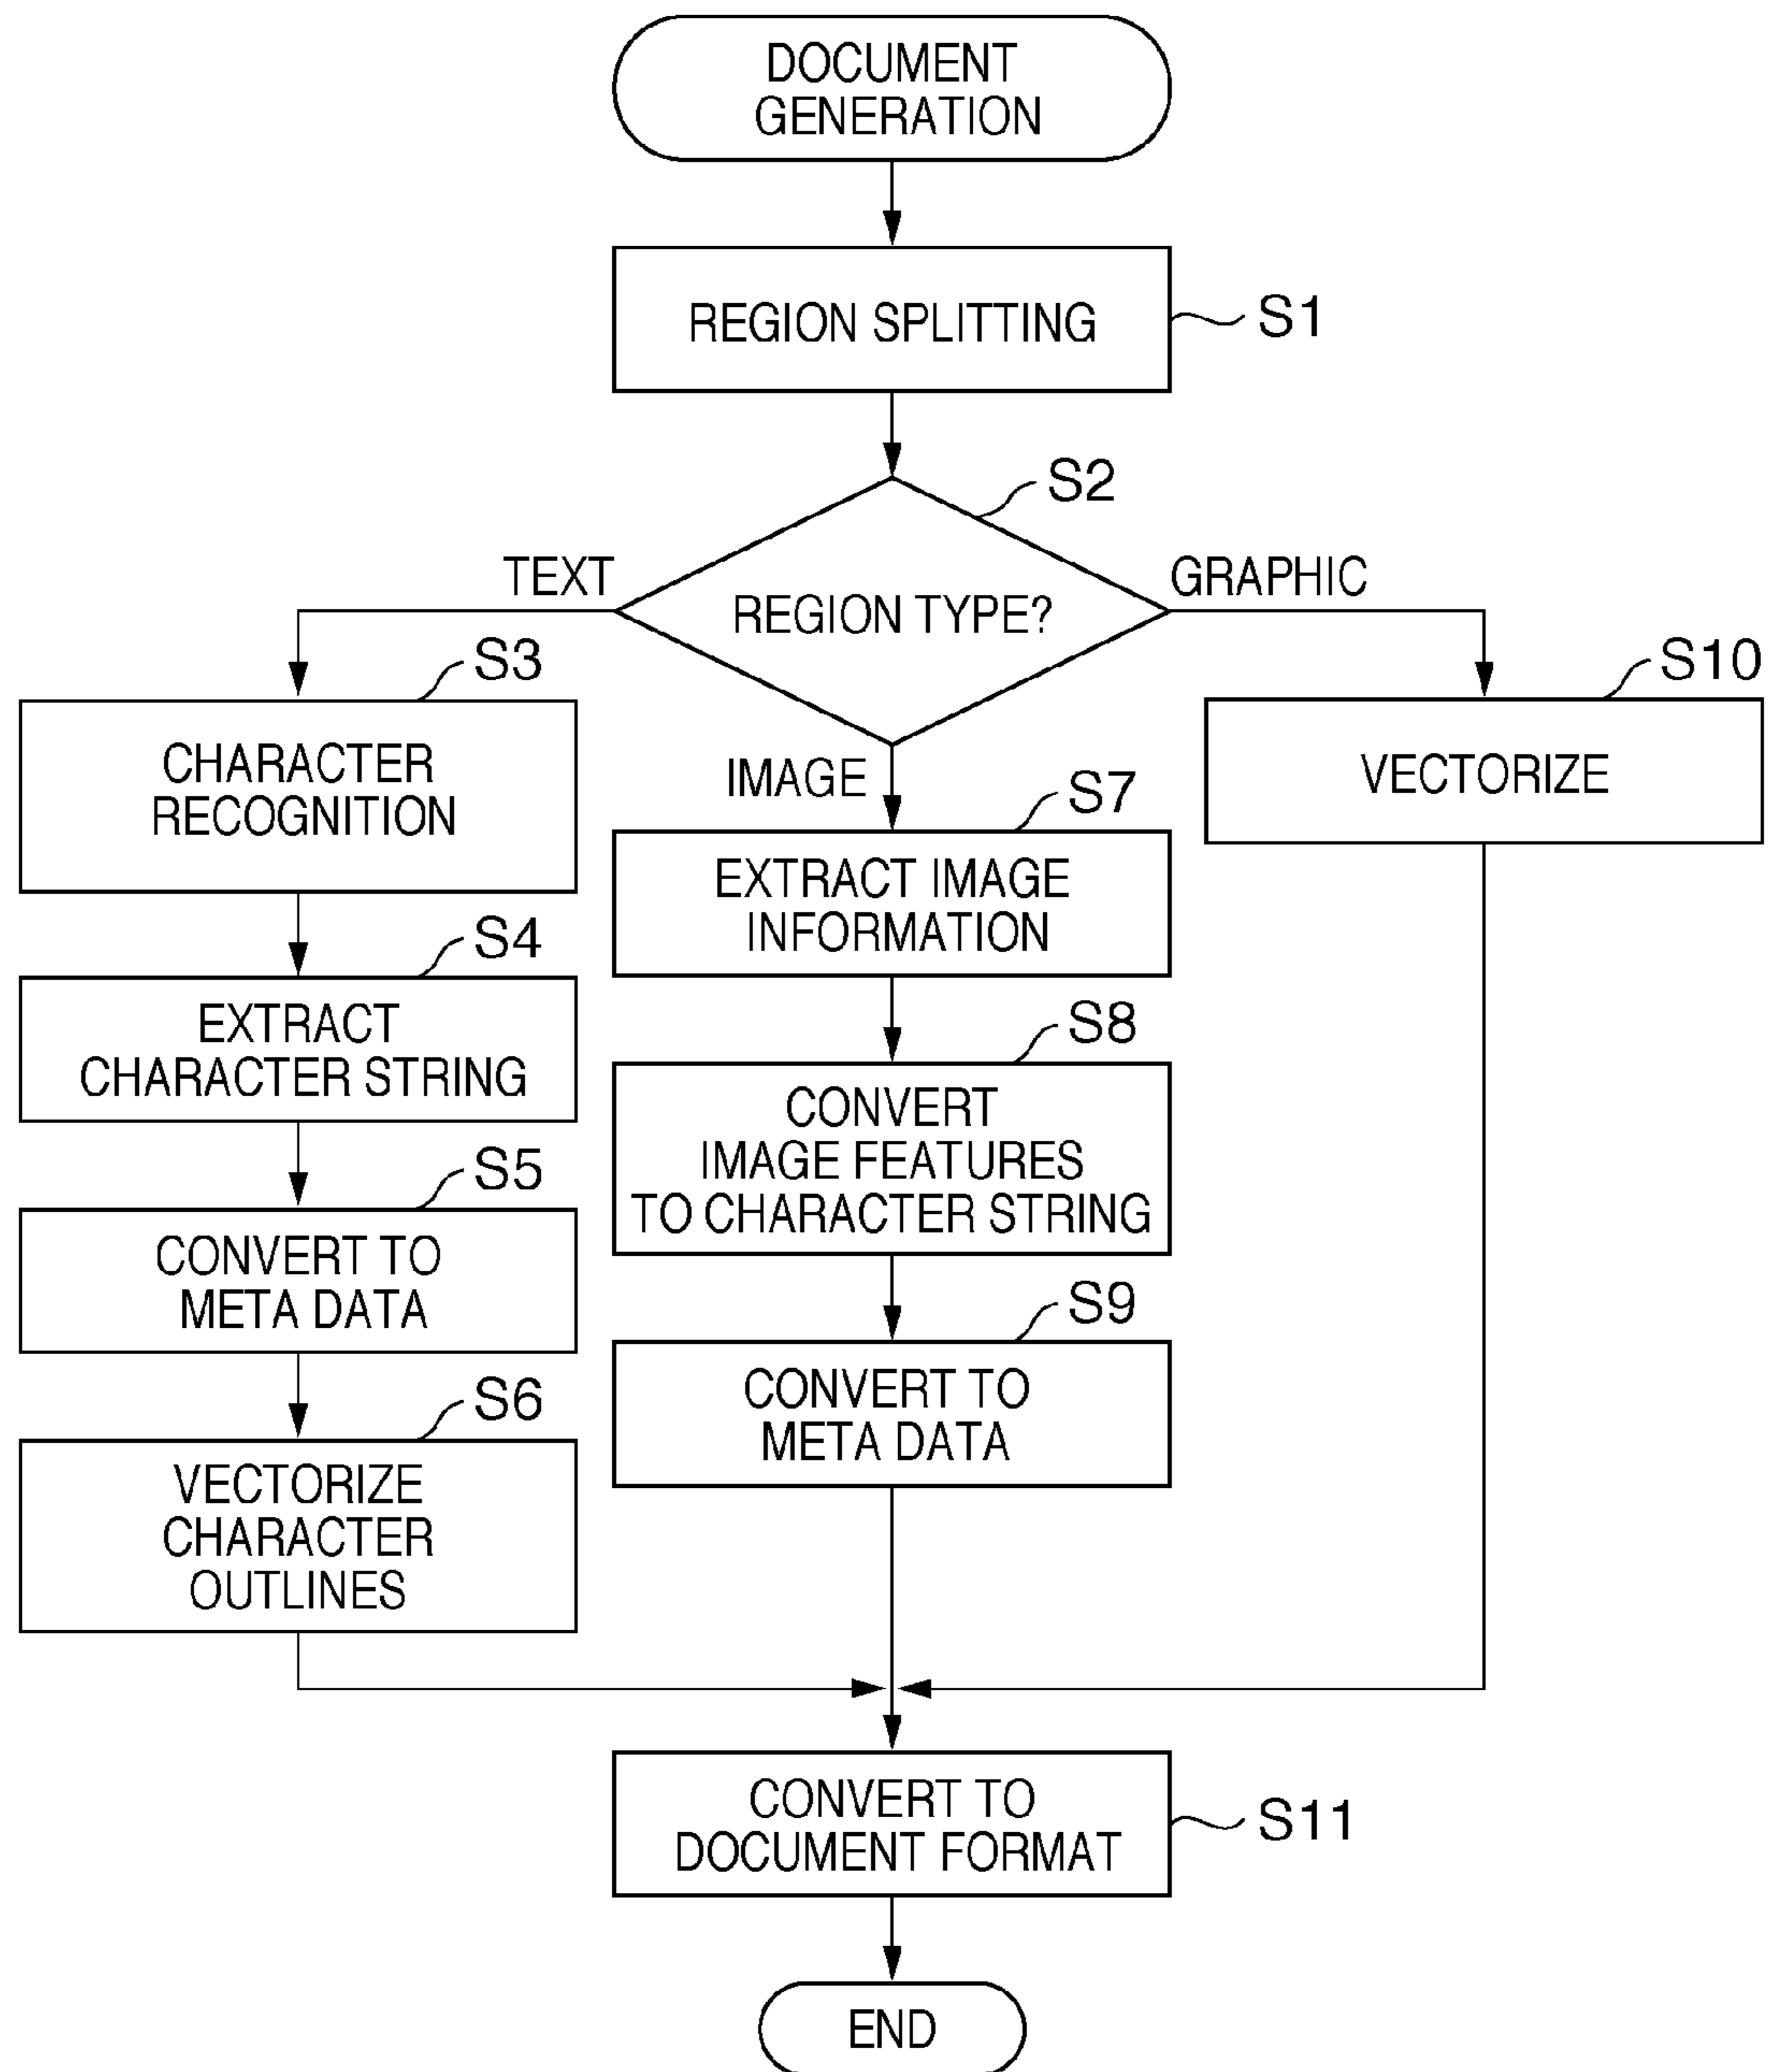 DOCUMENT
GENERATION
REGION SPLITTING
S1
S2
REGION TYPE?
TEXT
GRAPHIC
IMAGE
S3
CHARACTER
RECOGNITION
S4
EXTRACT
CHARACTER STRING
S5
CONVERT TO
META DATA
S6
VECTORIZE
CHARACTER
OUTLINES
S7
EXTRACT IMAGE
INFORMATION
S8
CONVERT
IMAGE FEATURES
TO CHARACTER STRING
S9
CONVERT TO
META DATA
S10
VECTORIZE
CONVERT TO
DOCUMENT FORMAT
S11
END